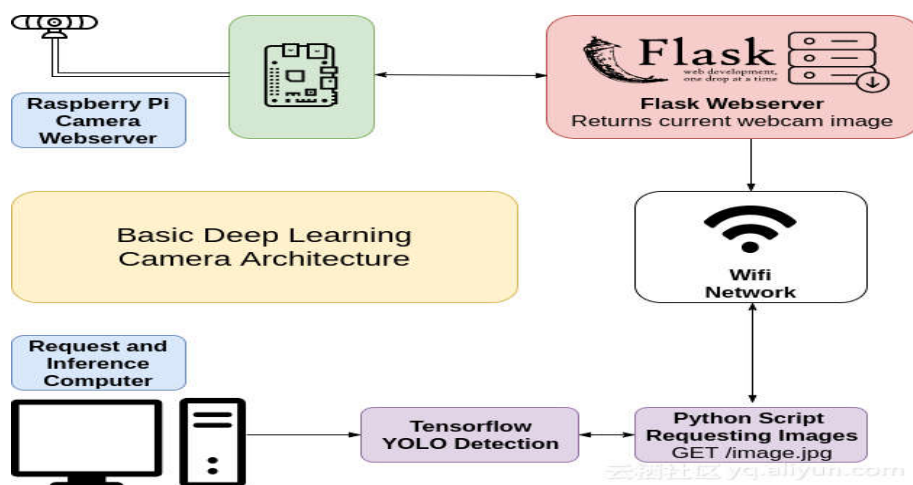 Raspberry Pi
Camera
Webserver
Flask
web development,
one drop at a time
Flask Webserver
Returns current webcam image
Basic Deep Learning
Camera Architecture
Wifi
Network
Request and
Inference
Computer
Tensorflow
YOLO Detection
Python Script
Requesting Images
GET /image.jpg
云栖社区 yq.aliyun.com